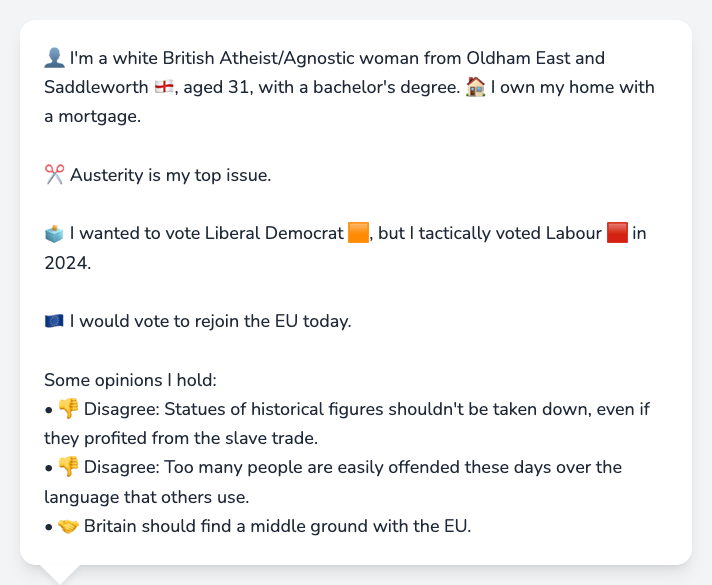 👤 I'm a white British Atheist/Agnostic woman from Oldham East and
Saddleworth 🏴󠁧󠁢󠁥󠁮󠁧󠁿, aged 31, with a bachelor's degree. 🏠 I own my home with
a mortgage.
✂️ Austerity is my top issue.
🗳️ I wanted to vote Liberal Democrat 🟧, but I tactically voted Labour 🟥 in
2024.
🇪🇺 I would vote to rejoin the EU today.
Some opinions I hold:
• 👎 Disagree: Statues of historical figures shouldn't be taken down, even if
they profited from the slave trade.
• 👎 Disagree: Too many people are easily offended these days over the
language that others use.
• 🤝 Britain should find a middle ground with the EU.